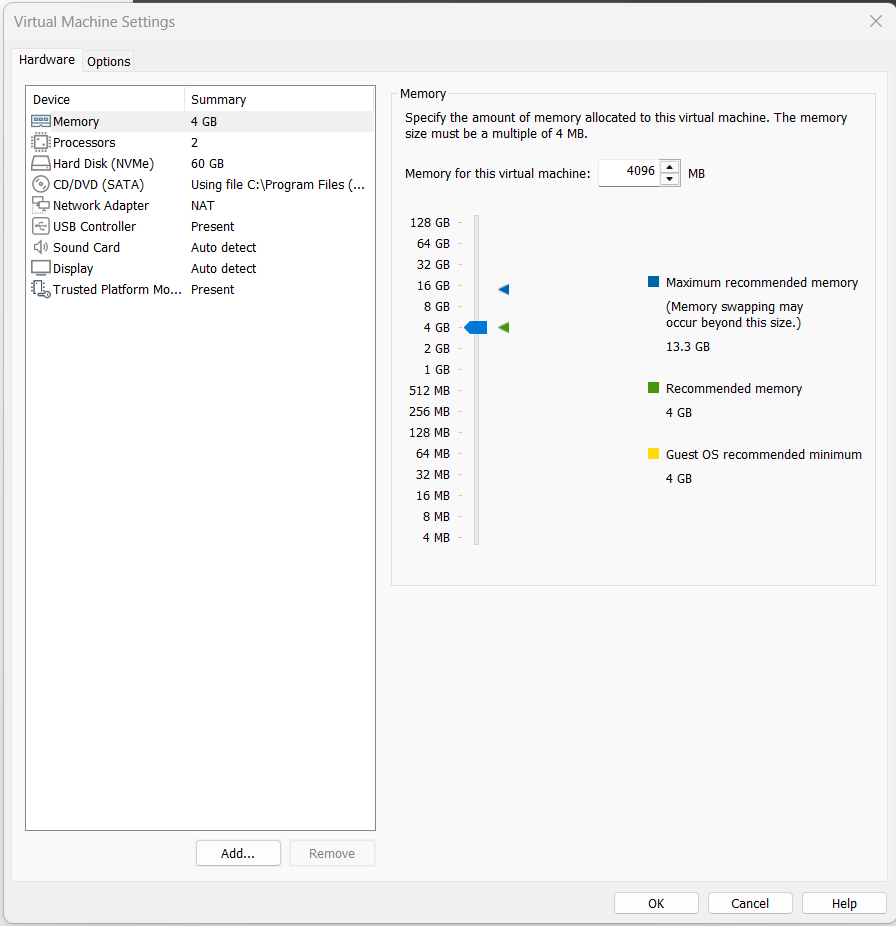 Virtual Machine Settings
Hardware
Options
Device Summary
Memory 4 GB
Processors 2
Hard Disk (NVMe) 60 GB
CD/DVD (SATA) Using file C:\Program Files (...
Network Adapter NAT
USB Controller Present
Sound Card Auto detect
Display Auto detect
Trusted Platform Mo... Present
Add...
Remove
Memory
Specify the amount of memory allocated to this virtual machine. The memory
size must be a multiple of 4 MB.
Memory for this virtual machine: 4096 MB
128 GB
64 GB
32 GB
16 GB
8 GB
4 GB
2 GB
1 GB
512 MB
256 MB
128 MB
64 MB
32 MB
16 MB
8 MB
4 MB
Maximum recommended memory
(Memory swapping may
occur beyond this size.)
13.3 GB
Recommended memory
4 GB
Guest OS recommended minimum
4 GB
OK
Cancel
Help